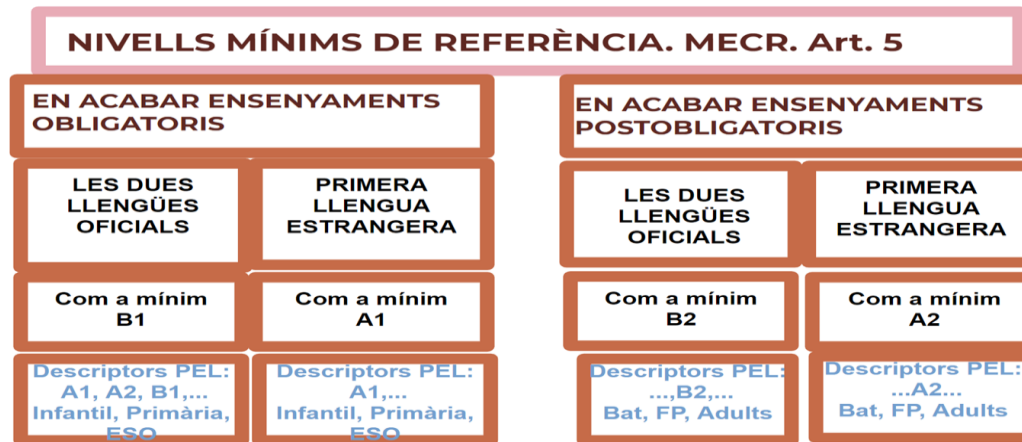 NIVELLS MÍNIMS DE REFERÈNCIA. MECR. Art. 5
EN ACABAR ENSENYAMENTS
OBLIGATORIS
LES DUES
LLENGÜES
OFICIALS
PRIMERA
LLENGUA
ESTRANGERA
Com a mínim
B1
Com a mínim
A1
Descriptors PEL:
A1, A2, B1,...
Infantil, Primària,
ESO
Descriptors PEL:
A1,...
Infantil, Primària,
ESO
EN ACABAR ENSENYAMENTS
POSTOBLIGATORIS
LES DUES
LLENGÜES
OFICIALS
PRIMERA
LLENGUA
ESTRANGERA
Com a mínim
B2
Com a mínim
A2
Descriptors PEL:
...,B2,...
Bat, FP, Adults
Descriptors PEL:
...A2...
Bat, FP, Adults